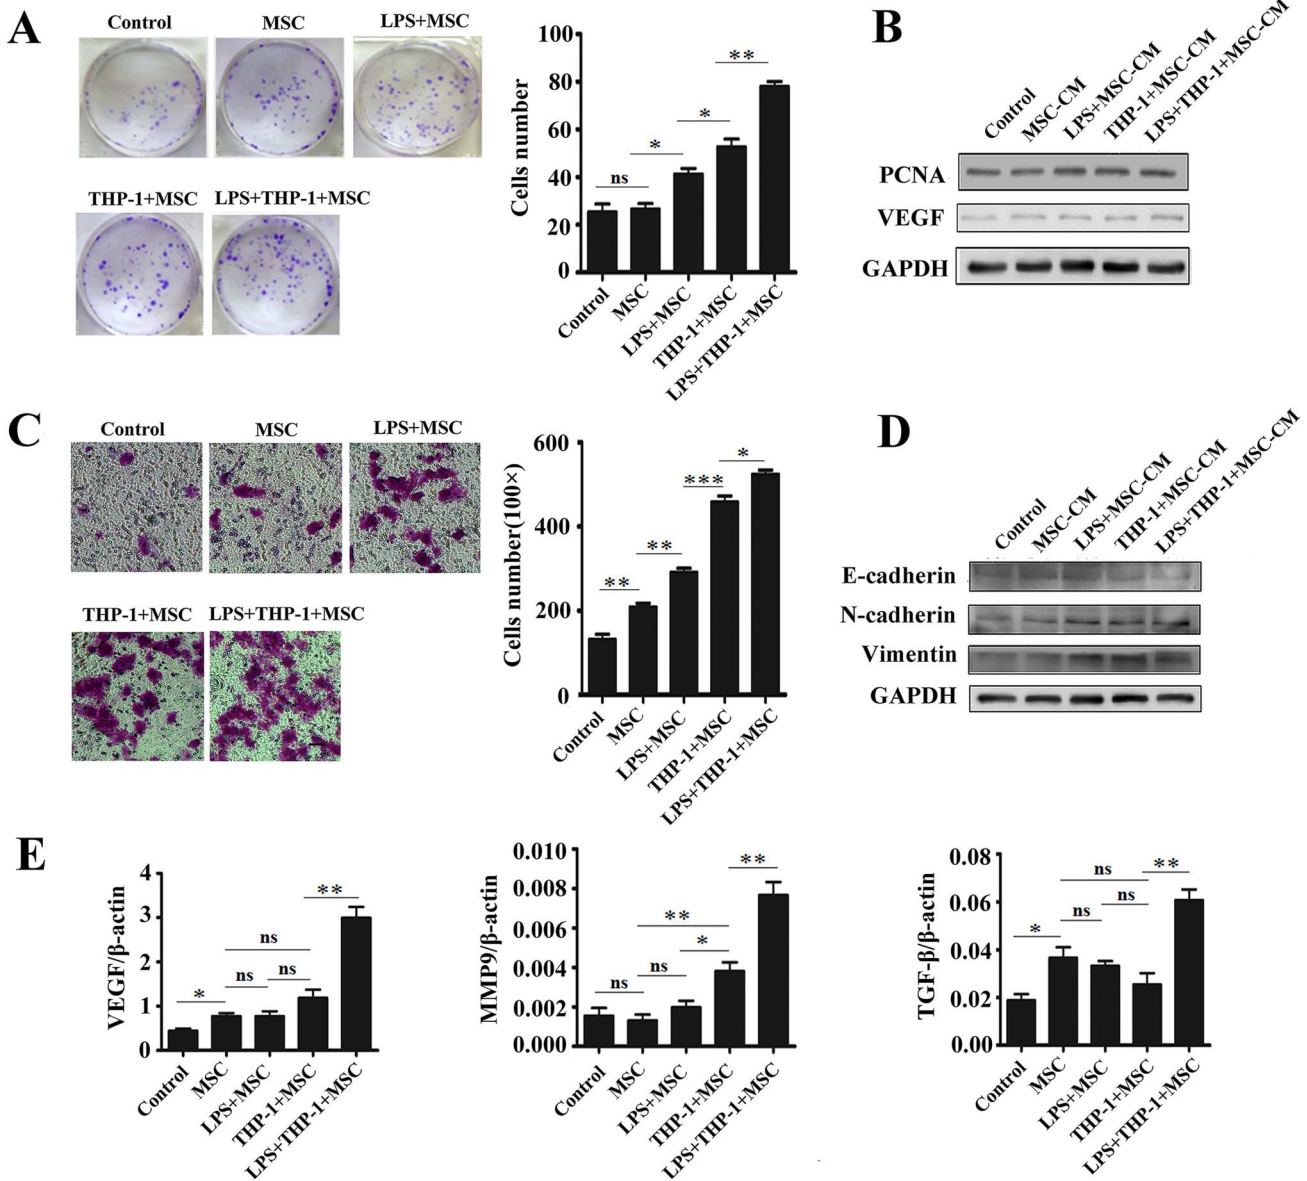 A
Control
MSC
LPS+MSC
THP-1+MSC
LPS+THP-1+MSC
Cells number
100
80
60
40
20
0
ns
*
*
**
Control
MSC
LPS+MSC
THP-1+MSC
LPS+THP-1+MSC
B
Control
MSC-CM
LPS+MSC-CM
THP-1+MSC-CM
LPS+THP-1+MSC-CM
PCNA
VEGF
GAPDH
C
Control
MSC
LPS+MSC
THP-1+MSC
LPS+THP-1+MSC
Cells number(100×)
600
400
200
0
**
**
***
*
Control
MSC
LPS+MSC
THP-1+MSC
LPS+THP-1+MSC
D
Control
MSC-CM
LPS+MSC-CM
THP-1+MSC-CM
LPS+THP-1+MSC-CM
E-cadherin
N-cadherin
Vimentin
GAPDH
E
VEGF/β-actin
4
3
2
1
0
*
ns
ns
ns
**
Control
MSC
LPS+MSC
THP-1+MSC
LPS+THP-1+MSC
MMP9/β-actin
0.010
0.008
0.006
0.004
0.002
0.000
ns
ns
*
**
**
Control
MSC
LPS+MSC
THP-1+MSC
LPS+THP-1+MSC
TGF-β/β-actin
0.08
0.06
0.04
0.02
0.00
*
ns
ns
ns
**
Control
MSC
LPS+MSC
THP-1+MSC
LPS+THP-1+MSC